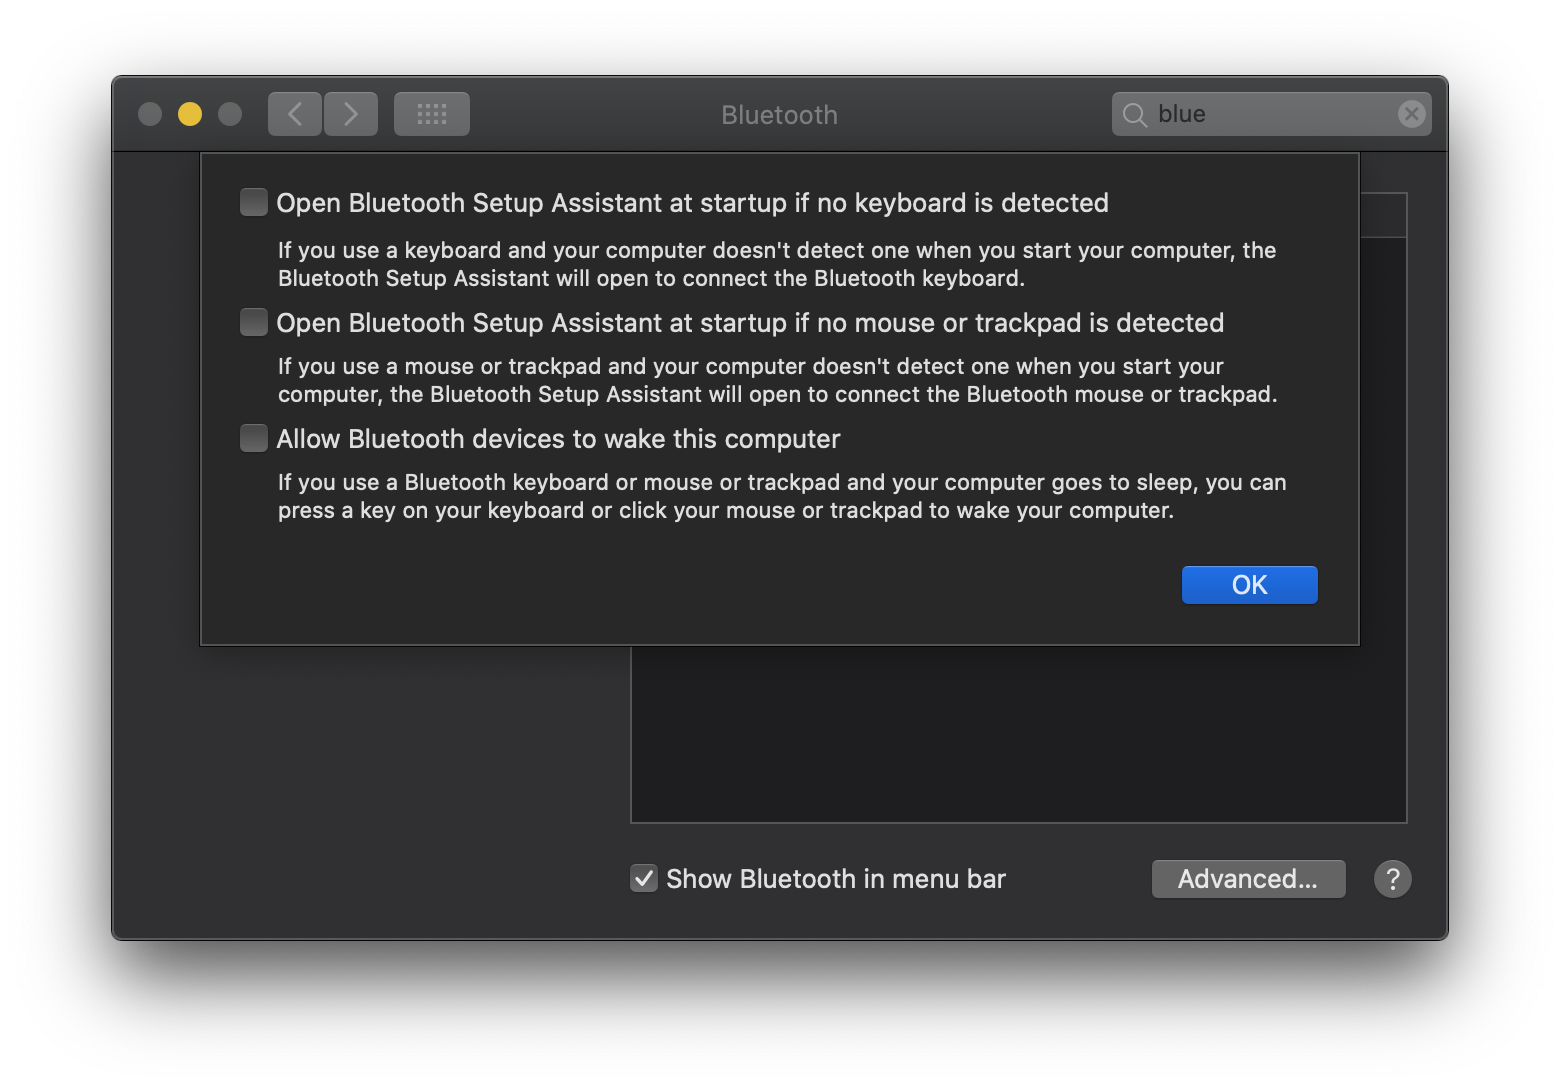 Bluetooth
blue
Open Bluetooth Setup Assistant at startup if no keyboard is detected
If you use a keyboard and your computer doesn't detect one when you start your computer, the
Bluetooth Setup Assistant will open to connect the Bluetooth keyboard.
Open Bluetooth Setup Assistant at startup if no mouse or trackpad is detected
If you use a mouse or trackpad and your computer doesn't detect one when you start your
computer, the Bluetooth Setup Assistant will open to connect the Bluetooth mouse or trackpad.
Allow Bluetooth devices to wake this computer
If you use a Bluetooth keyboard or mouse or trackpad and your computer goes to sleep, you can
press a key on your keyboard or click your mouse or trackpad to wake your computer.
OK
Show Bluetooth in menu bar
Advanced...
?